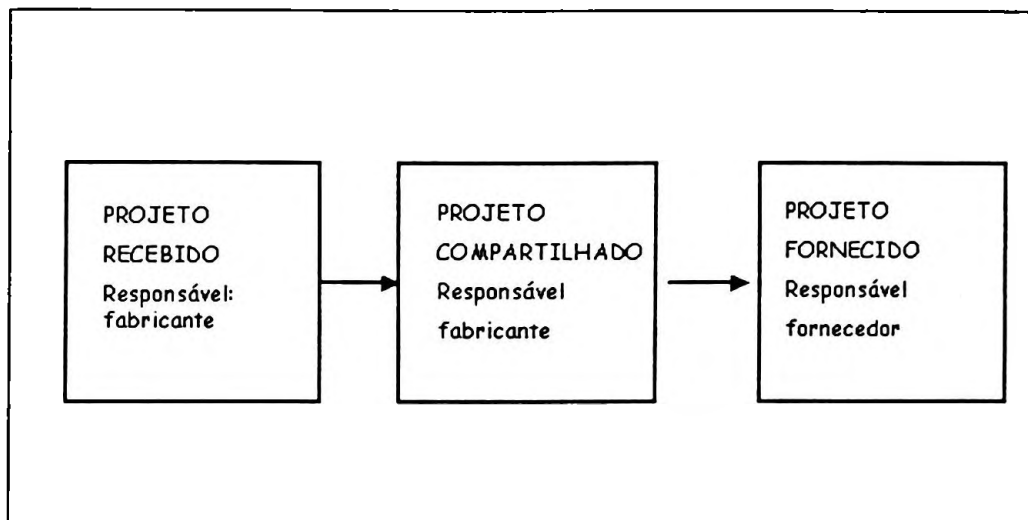 PROJETO
RECEBIDO
Responsável:
fabricante
PROJETO
COMPARTILHADO
Responsável
fabricante
PROJETO
FORNECIDO
Responsável
fornecedor